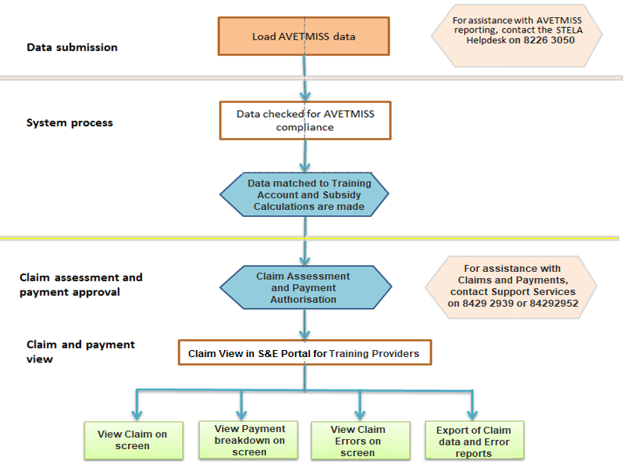 Load AVETMISS data
For assistance with AVETMISS
reporting, contact the STELA
Helpdesk on 8226 3050
Data submission
System process
Data checked for AVETMISS
compliance
Data matched to Training
Account and Subsidy
Calculations are made
Claim assessment and
payment approval
Claim Assessment
and Payment
Authorisation
For assistance with
Claims and Payments,
contact Support Services
on 8429 2939 or 84292952
Claim and payment
view
Claim View in S&E Portal for Training Providers
View Claim on
screen
View Payment
breakdown on
screen
View Claim
Errors on
screen
Export of Claim
data and Error
reports